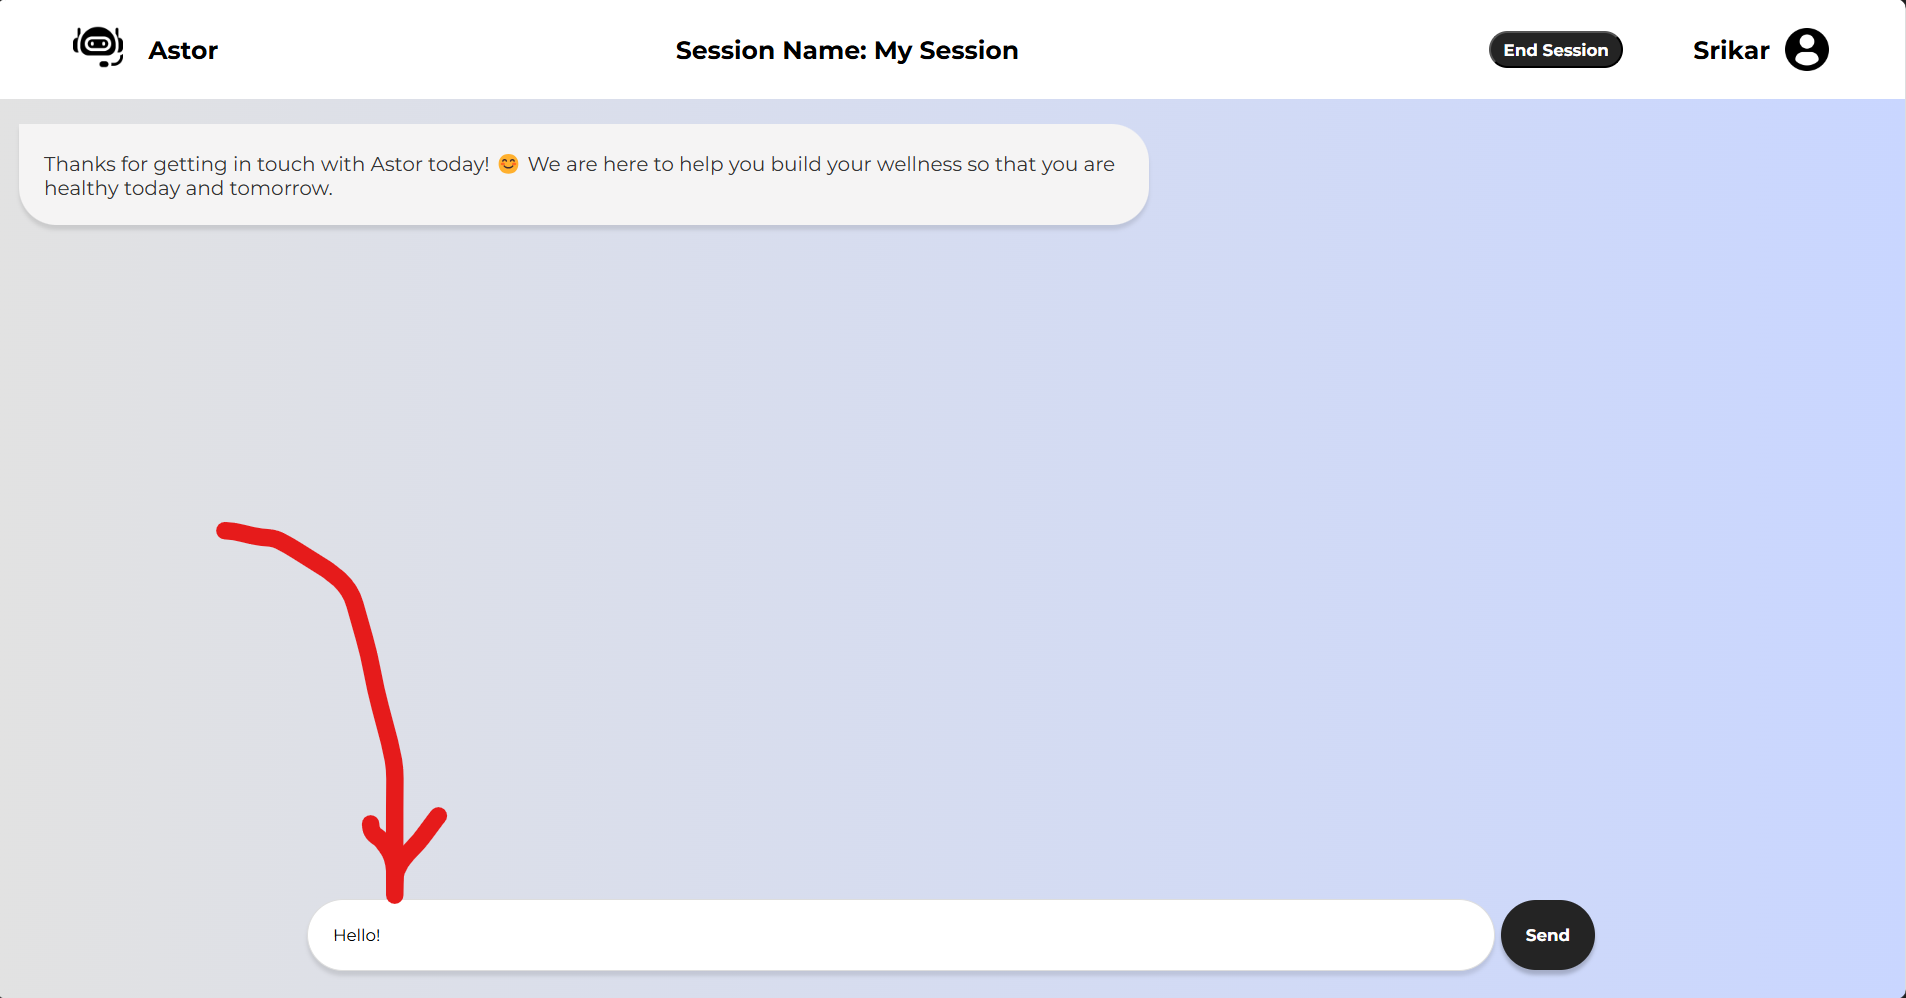 Astor
Session Name: My Session
End Session
Srikar
Thanks for getting in touch with Astor today! 😊 We are here to help you build your wellness so that you are
healthy today and tomorrow.
Hello!
Send